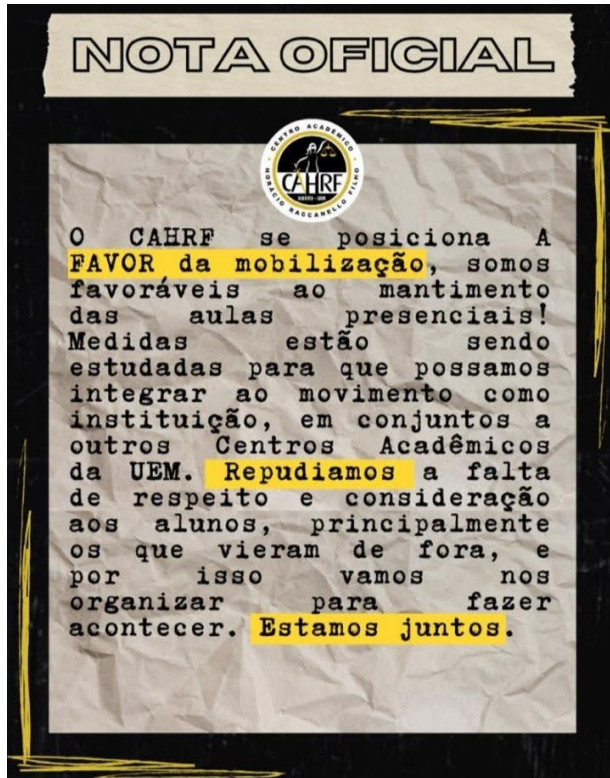 NOTA OFICIAL
CENTRO ACADÊMICO
CAHRF
DIREITO - UEM
HORÁCIO RACCANELLO FILHO
O CAHRF se posiciona A
FAVOR da mobilização, somos
favoráveis ao mantimento
das aulas presenciais!
Medidas estão sendo
estudadas para que possamos
integrar ao movimento como
instituição, em conjuntos a
outros Centros Acadêmicos
da UEM. Repudiamos a falta
de respeito e consideração
aos alunos, principalmente
os que vieram de fora, e
por isso vamos nos
organizar para fazer
acontecer. Estamos juntos.